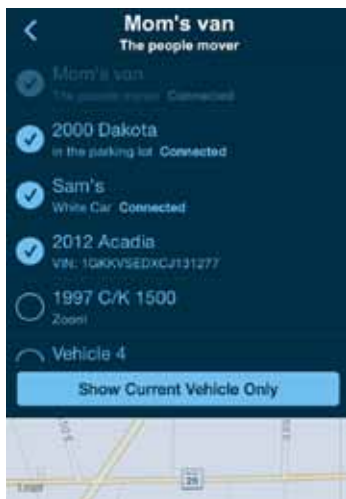 Mom's van
The people mover
Mom's van
The people mover Connected
2000 Dakota
in the parking lot Connected
Sam's
White Car Connected
2012 Acadia
VIN: 1GKKVSEDXCJ131277
1997 C/K 1500
Zoom!
Vehicle 4
Show Current Vehicle Only
Legal